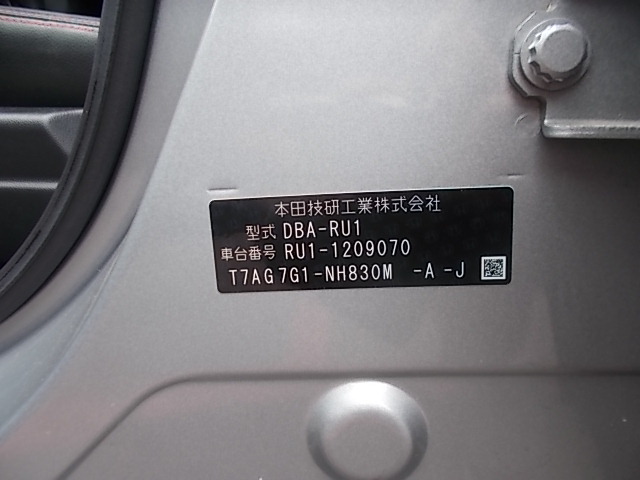 本田技研工業株式会社
型式 DBA-RU1
車台番号 RU1-1209070
T7AG7G1-NH830M -A-J